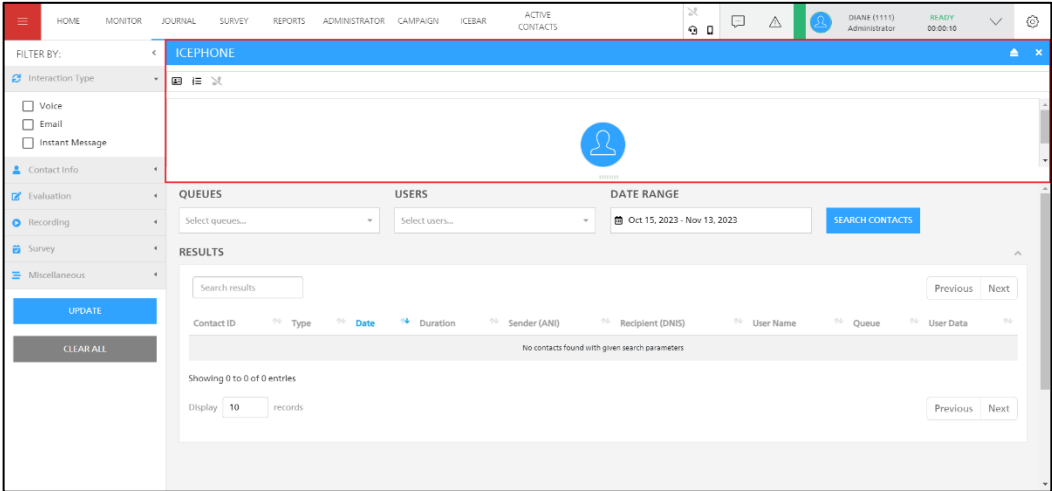 HOME MONITOR JOURNAL SURVEY REPORTS ADMINISTRATOR CAMPAIGN ICEBAR ACTIVE CONTACTS
DIANE (1111)
Administrator
READY
00:00:10
FILTER BY:
Interaction Type
Voice
Email
Instant Message
Contact Info
Evaluation
Recording
Survey
Miscellaneous
UPDATE
CLEAR ALL
ICEPHONE
QUEUES USERS DATE RANGE
Select queues... Select users... Oct 15, 2023 - Nov 13, 2023 SEARCH CONTACTS
RESULTS
Search results Previous Next
Contact ID Type Date Duration Sender (ANI) Recipient (DNIS) User Name Queue User Data
No contacts found with given search parameters
Showing 0 to 0 of 0 entries
Display 10 records Previous Next